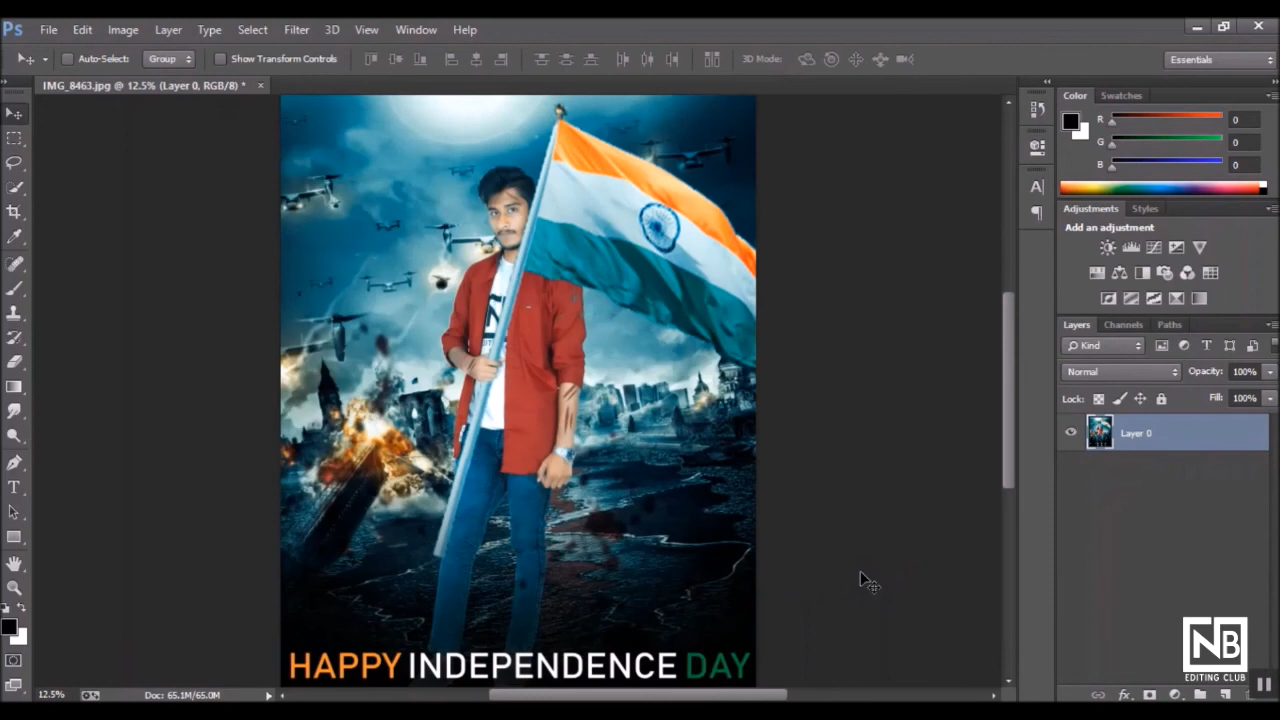 Ps File Edit Image Layer Type Select Filter 3D View Window Help
Auto-Select: Group Show Transform Controls 3D Mode: Essentials
IMG_8463.jpg @ 12.5% (Layer 0, RGB/8) * ×
Color Swatches
R 0
G 0
B 0
Adjustments Styles
Add an adjustment
Layers Channels Paths
Kind
Normal Opacity: 100%
Lock: Fill: 100%
Layer 0
HAPPY INDEPENDENCE DAY
NB
EDITING CLUB
12.5% Doc: 65.1M/65.0M